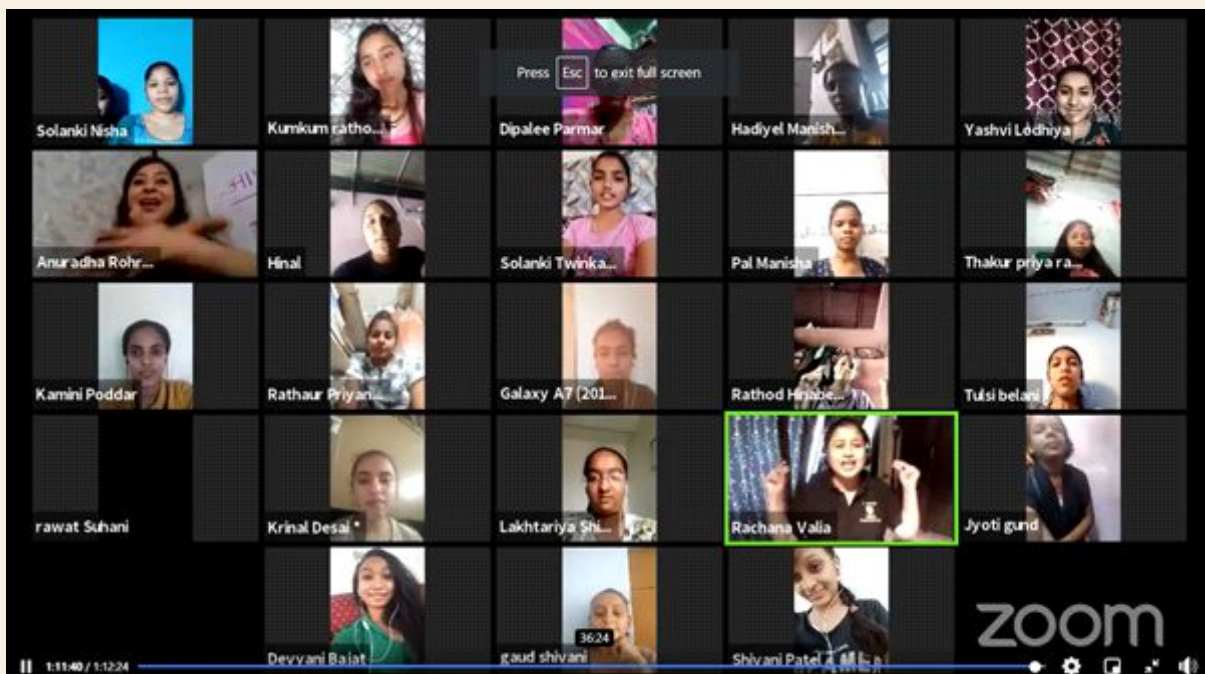 Press Esc to exit full screen
Solanki Nisha
Kumkum ratho...
Dipalee Parmar
Hadiyel Manish...
Yashvi Lodhiya
Anuradha Rohr...
Hinal
Solanki Twinka...
Pal Manisha
Thakur priya ra...
Kamini Poddar
Rathaur Priyan...
Galaxy A7 (201...
Rathod Hinabe...
Tulsi belani
rawat Suhani
Krinal Desai *
Lakhtariya Shi...
Rachana Valia
Jyoti gund
Devyani Bajat
gaud shivani
Shivani Patel
zoom
36:24
1:11:40 / 1:12:24